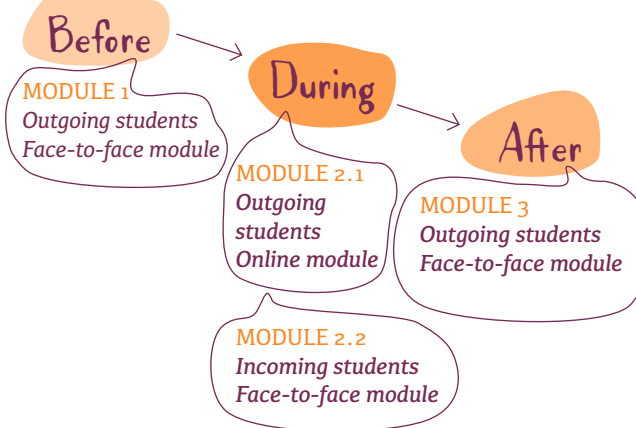 Before
MODULE 1
Outgoing students
Face-to-face module
During
MODULE 2.1
Outgoing
students
Online module
MODULE 2.2
Incoming students
Face-to-face module
After
MODULE 3
Outgoing students
Face-to-face module